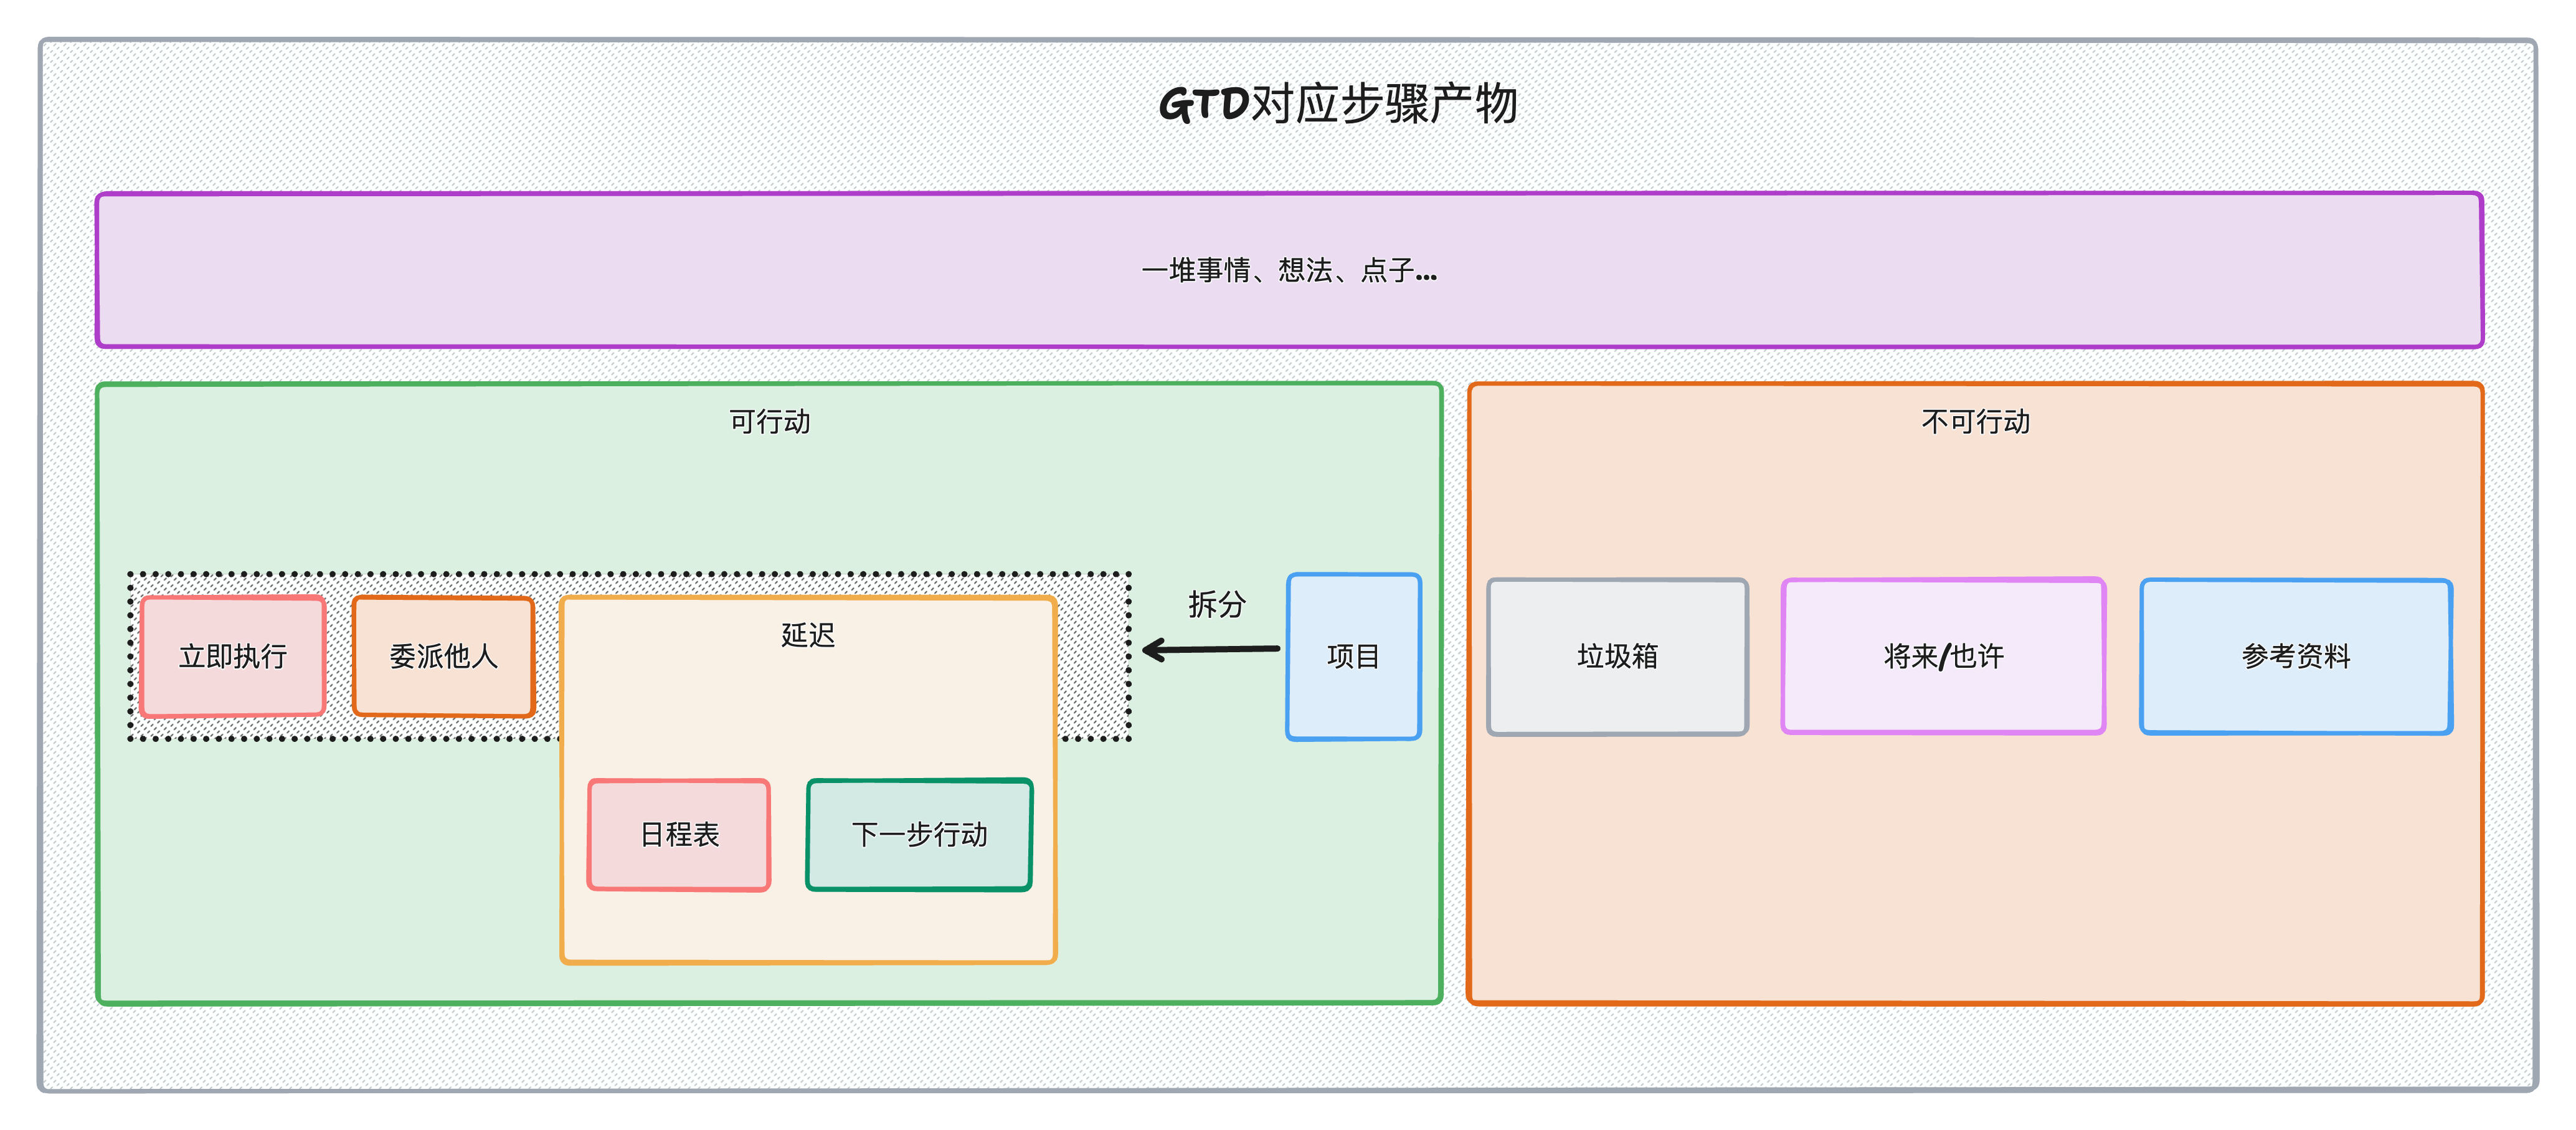 GTD对应步骤产物
一堆事情、想法、点子...
可行动
不可行动
立即执行
委派他人
延迟
拆分
项目
垃圾箱
将来/也许
参考资料
日程表
下一步行动